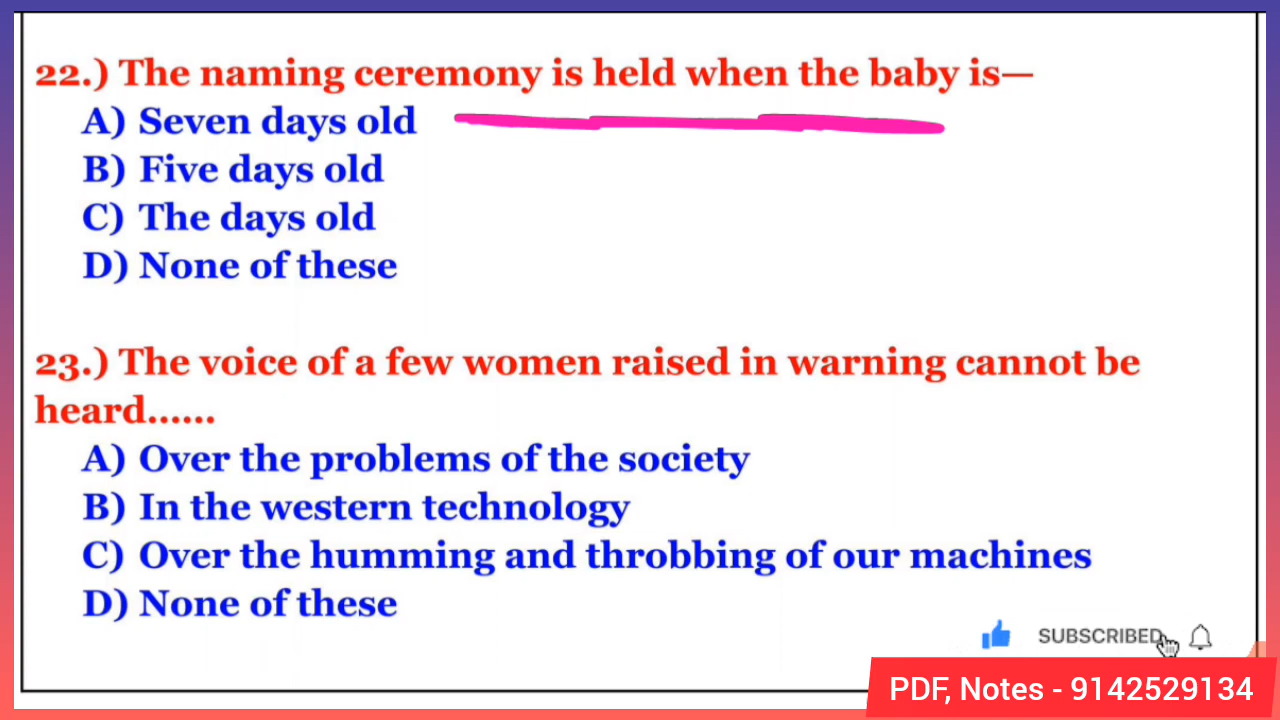 22.) The naming ceremony is held when the baby is—
A) Seven days old
B) Five days old
C) The days old
D) None of these
23.) The voice of a few women raised in warning cannot be
heard......
A) Over the problems of the society
B) In the western technology
C) Over the humming and throbbing of our machines
D) None of these
SUBSCRIBED
PDF, Notes - 9142529134